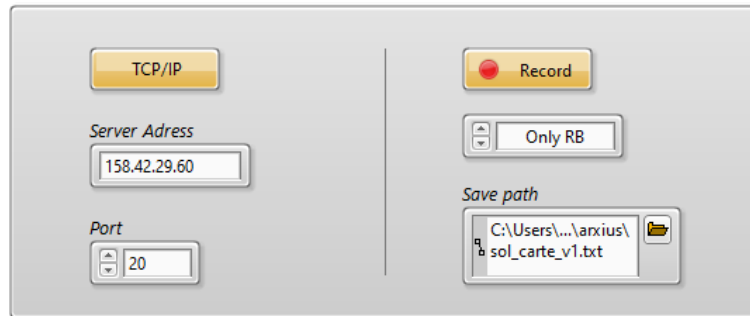 TCP/IP
Server Adress
158.42.29.60
Port
20
Record
Only RB
Save path
C:\Users\...\arxius\
sol_carte_v1.txt